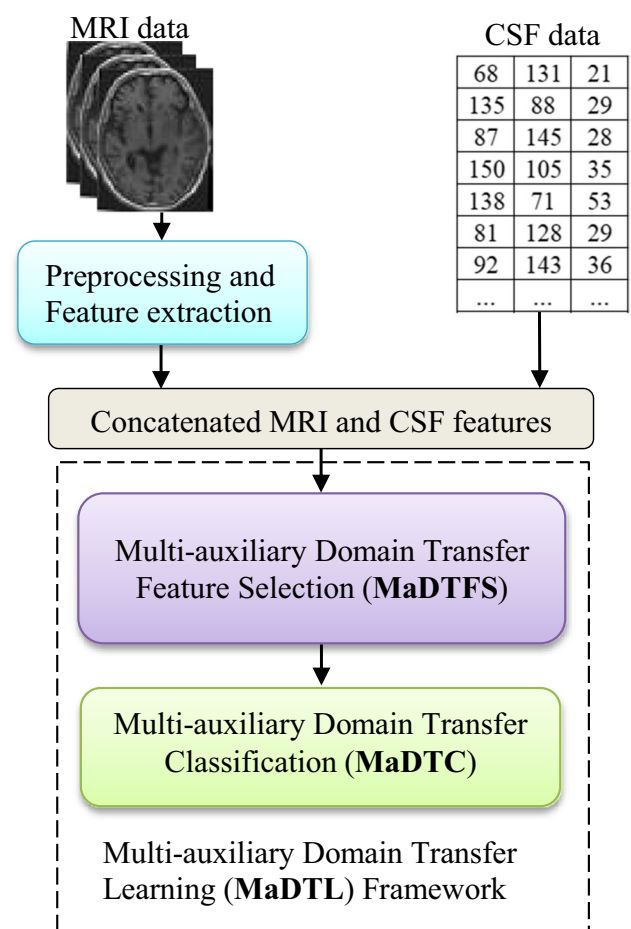 MRI data
CSF data
68 131 21
135 88 29
87 145 28
150 105 35
138 71 53
81 128 29
92 143 36
... ... ...
Preprocessing and
Feature extraction
Concatenated MRI and CSF features
Multi-auxiliary Domain Transfer
Feature Selection (MaDTFS)
Multi-auxiliary Domain Transfer
Classification (MaDTC)
Multi-auxiliary Domain Transfer
Learning (MaDTL) Framework